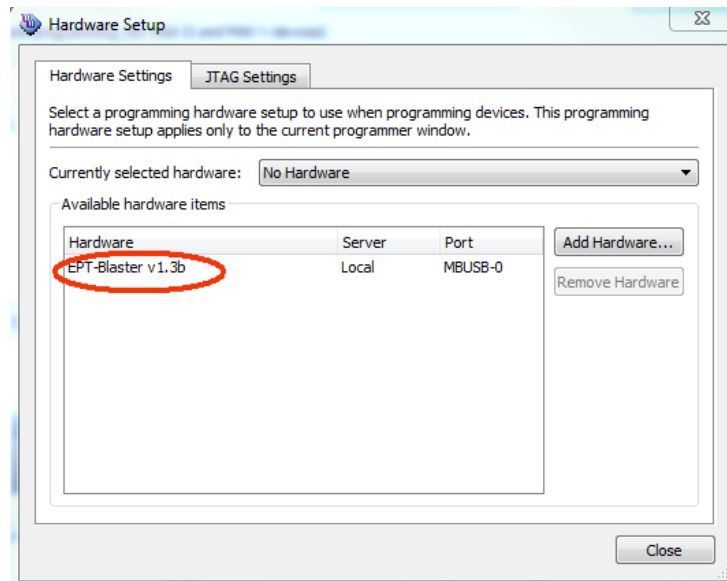 Hardware Setup
Hardware Settings
JTAG Settings
Select a programming hardware setup to use when programming devices. This programming
hardware setup applies only to the current programmer window.
Currently selected hardware: No Hardware
Available hardware items
Hardware Server Port
EPT-Blaster v1.3b Local MBUSB-0
Add Hardware...
Remove Hardware
Close